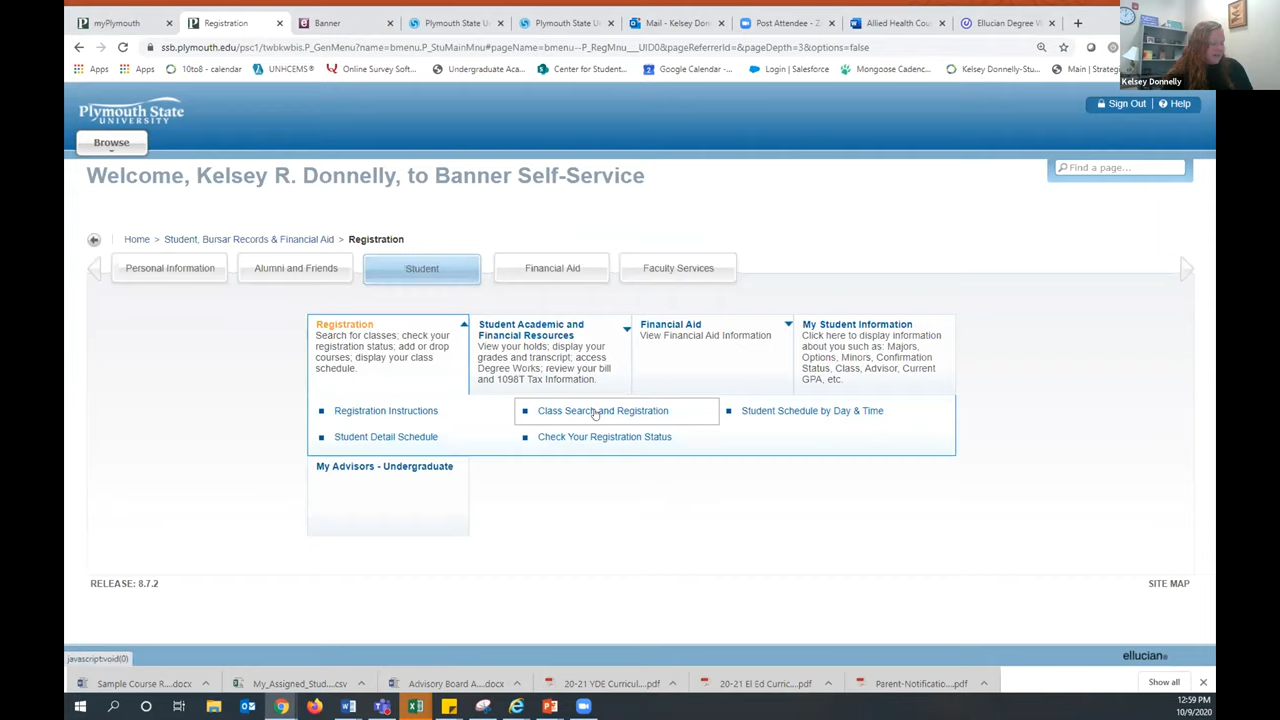 myPlymouth
Registration
Banner
Plymouth State U
Plymouth State Un
Mail - Kelsey Donn
Post Attendee - Z
Allied Health Cou
Ellucian Degree W
ssb.plymouth.edu/psc1/twbkwbis.P_GenMenu?name=bmenu.P_StuMainMnu#pageName=bmenu--P_RegMnu__UID0&pageReferrerId=&pageDepth=3&options=false
Apps
Apps
10to8 - calendar
UNHCEMS®
Online Survey Soft...
Undergraduate Aca...
Center for Student...
Google Calendar -...
Login | Salesforce
Mongoose Cadenc...
Kelsey Donnelly-Stu...
Main | Strateg
Kelsey Donnelly
Plymouth State
UNIVERSITY
Sign Out | Help
Browse
Find a page...
Welcome, Kelsey R. Donnelly, to Banner Self-Service
Home > Student, Bursar Records & Financial Aid > Registration
Personal Information
Alumni and Friends
Student
Financial Aid
Faculty Services
Registration
Search for classes; check your
registration status; add or drop
courses; display your class
schedule.
Student Academic and
Financial Resources
View your holds; display your
grades and transcript; access
Degree Works; review your bill
and 1098T Tax Information.
Financial Aid
View Financial Aid Information
My Student Information
Click here to display information
about you such as: Majors,
Options, Minors, Confirmation
Status, Class, Advisor, Current
GPA, etc.
Registration Instructions
Class Search and Registration
Student Schedule by Day & Time
Student Detail Schedule
Check Your Registration Status
My Advisors - Undergraduate
RELEASE: 8.7.2
SITE MAP
javascript:void(0)
ellucian®
Sample Course R....docx
My_Assigned_Stud....csv
Advisory Board A....docx
20-21 YDE Curricul....pdf
20-21 El Ed Curric....pdf
Parent-Notificatio....pdf
Show all
12:59 PM
10/9/2020